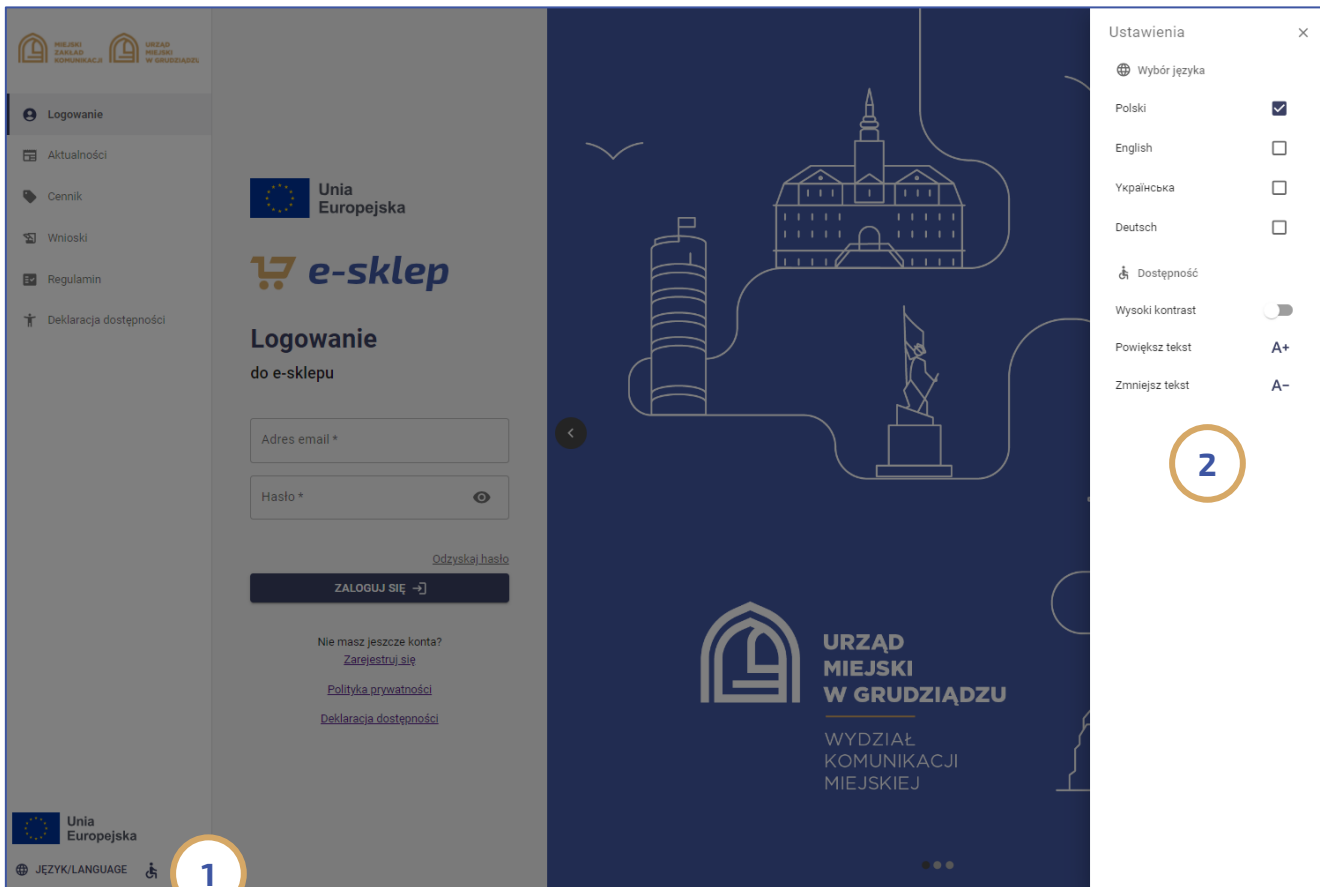 MIEJSKI
ZAKŁAD
KOMUNIKACJI
URZĄD
MIEJSKI
W GRUDZIĄDZU
Logowanie
Aktualności
Cennik
Wnioski
Regulamin
Deklaracja dostępności
Unia
Europejska
JĘZYK/LANGUAGE
1
Unia
Europejska
e-sklep
Logowanie
do e-sklepu
Adres email *
Hasło *
Odzyskaj hasło
ZALOGUJ SIĘ
Nie masz jeszcze konta?
Zarejestruj się
Polityka prywatności
Deklaracja dostępności
URZĄD
MIEJSKI
W GRUDZIĄDZU
WYDZIAŁ
KOMUNIKACJI
MIEJSKIEJ
Ustawienia
Wybór języka
Polski
English
Українська
Deutsch
Dostępność
Wysoki kontrast
Powiększ tekst A+
Zmniejsz tekst A−
2